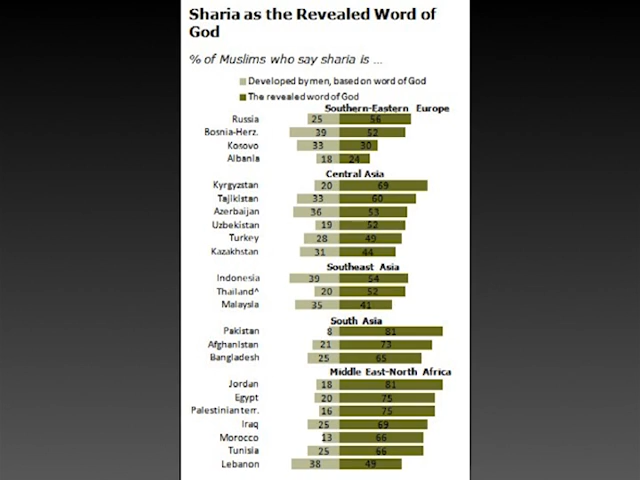 Sharia as the Revealed Word of
God
% of Muslims who say sharia is ...
Developed by men, based on word of God
The revealed word of God
Southern-Eastern Europe
Russia 25 56
Bosnia-Herz. 39 52
Kosovo 33 30
Albania 18 24
Central Asia
Kyrgyzstan 20 69
Tajikistan 33 60
Azerbaijan 36 53
Uzbekistan 19 52
Turkey 28 49
Kazakhstan 31 44
Southeast Asia
Indonesia 39 54
Thailand^ 20 52
Malaysia 35 41
South Asia
Pakistan 8 81
Afghanistan 21 73
Bangladesh 25 65
Middle East-North Africa
Jordan 18 81
Egypt 20 75
Palestinian terr. 16 75
Iraq 25 69
Morocco 13 66
Tunisia 25 66
Lebanon 38 49